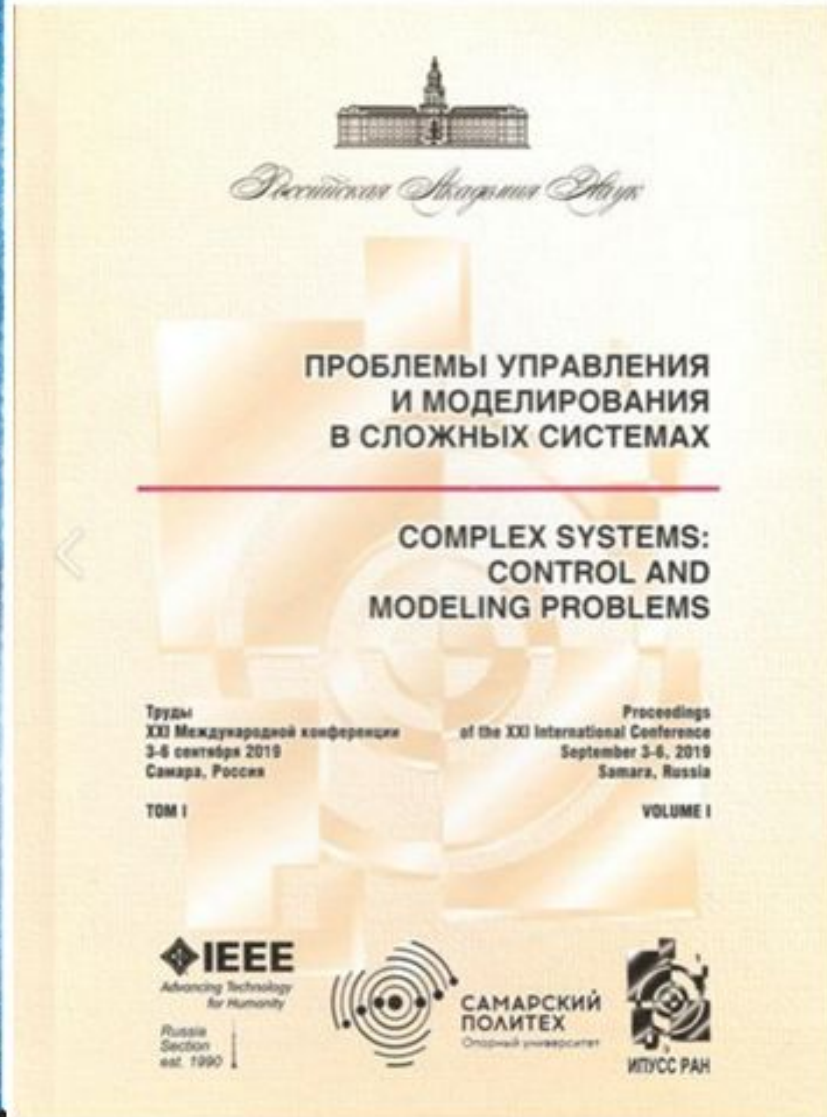 Российская Академия Наук
ПРОБЛЕМЫ УПРАВЛЕНИЯ
И МОДЕЛИРОВАНИЯ
В СЛОЖНЫХ СИСТЕМАХ
COMPLEX SYSTEMS:
CONTROL AND
MODELING PROBLEMS
Труды
XXI Международной конференции
3-6 сентября 2019
Самара, Россия
ТОМ I
Proceedings
of the XXI International Conference
September 3-6, 2019
Samara, Russia
VOLUME I
IEEE
Advancing Technology
for Humanity
Russia
Section
est. 1990
САМАРСКИЙ
ПОЛИТЕХ
Опорный университет
ИПУСС РАН